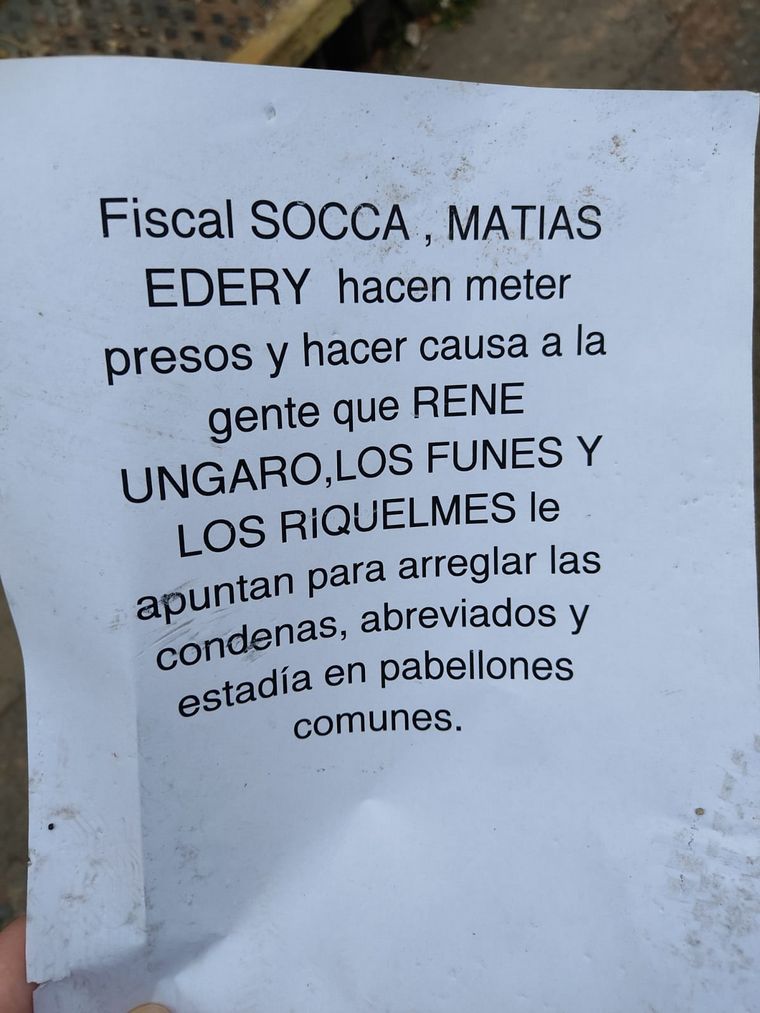 Fiscal SOCCA , MATIAS
EDERY hacen meter
presos y hacer causa a la
gente que RENE
UNGARO,LOS FUNES Y
LOS RIQUELMES le
apuntan para arreglar las
condenas, abreviados y
estadía en pabellones
comunes.